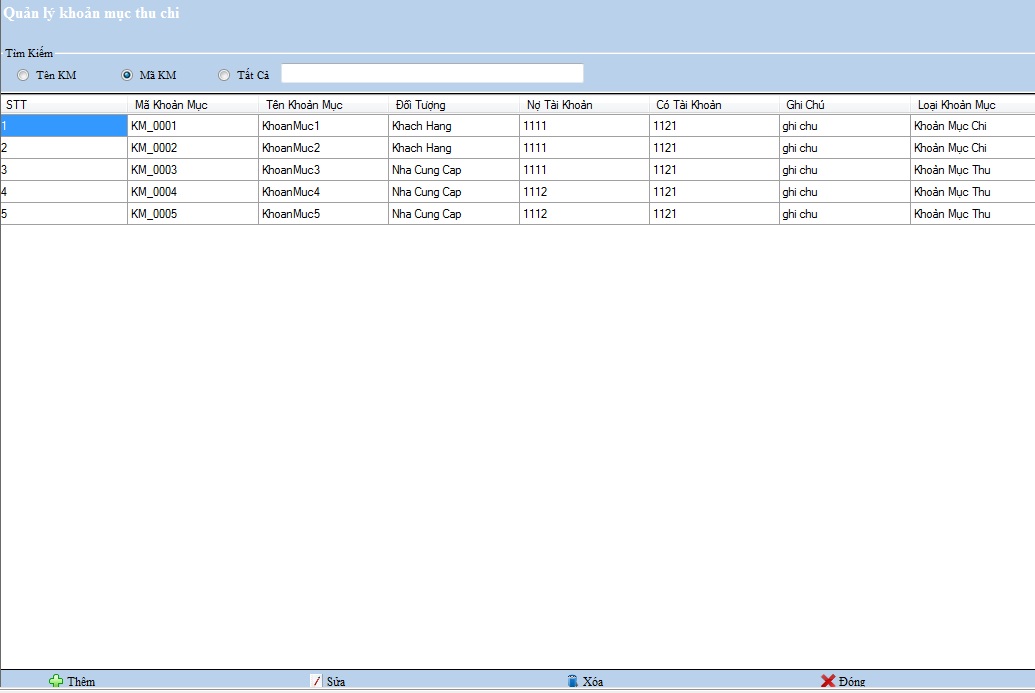 Quản lý khoản mục thu chi
Tìm Kiếm
Tên KM Mã KM Tất Cả
STT Mã Khoản Mục Tên Khoản Mục Đối Tượng Nợ Tài Khoản Có Tài Khoản Ghi Chú Loại Khoản Mục
1 KM_0001 KhoanMuc1 Khach Hang 1111 1121 ghi chu Khoản Mục Chi
2 KM_0002 KhoanMuc2 Khach Hang 1111 1121 ghi chu Khoản Mục Chi
3 KM_0003 KhoanMuc3 Nha Cung Cap 1111 1121 ghi chu Khoản Mục Thu
4 KM_0004 KhoanMuc4 Nha Cung Cap 1112 1121 ghi chu Khoản Mục Thu
5 KM_0005 KhoanMuc5 Nha Cung Cap 1112 1121 ghi chu Khoản Mục Thu
Thêm Sửa Xóa Đóng